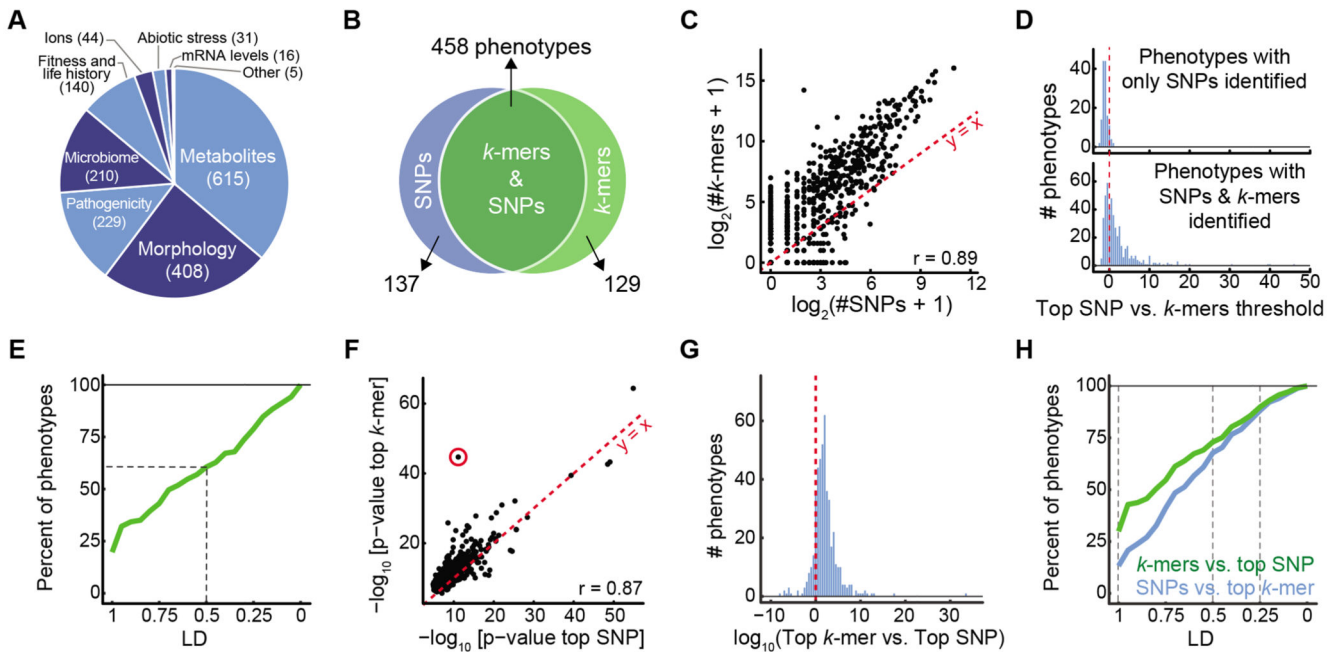 A
Ions (44)
Abiotic stress (31)
Fitness and
life history
(140)
mRNA levels (16)
Other (5)
Microbiome
(210)
Metabolites
(615)
Pathogenicity
(229)
Morphology
(408)
B
458 phenotypes
SNPs
k-mers
&
SNPs
k-mers
137
129
C
log2(#k-mers + 1)
15
10
5
0
y = x
r = 0.89
0 3 6 9 12
log2(#SNPs + 1)
D
# phenotypes
Phenotypes with
only SNPs identified
40
20
0
Phenotypes with
SNPs & k-mers
identified
40
20
0
0 10 20 30 40 50
Top SNP vs. k-mers threshold
E
Percent of phenotypes
100
75
50
25
0
1 0.75 0.5 0.25 0
LD
F
−log10 [p−value top k-mer]
60
40
20
y = x
r = 0.87
10 20 30 40 50
−log10 [p−value top SNP]
G
# phenotypes
60
40
20
0
−10 0 10 20 30
log10(Top k-mer vs. Top SNP)
H
Percent of phenotypes
100
75
50
25
0
k-mers vs. top SNP
SNPs vs. top k-mer
1 0.75 0.5 0.25 0
LD